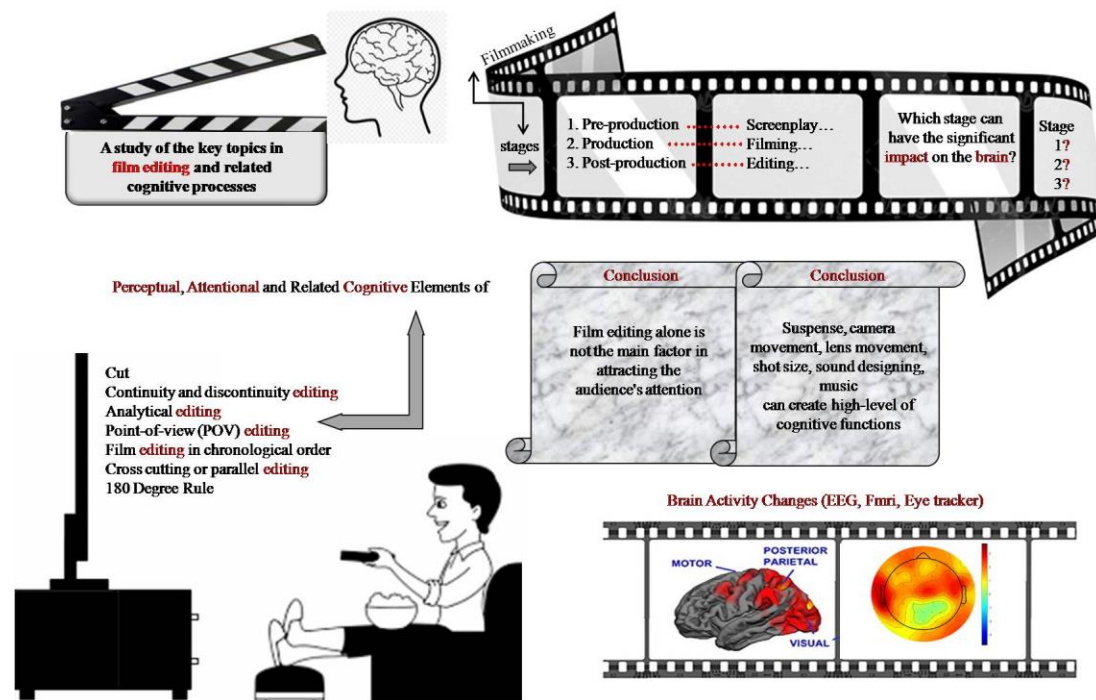 A study of the key topics in
film editing and related
cognitive processes
Filmmaking
stages
1. Pre-production
2. Production
3. Post-production
Screenplay…
Filming…
Editing…
Which stage can
have the significant
impact on the brain?
Stage
1?
2?
3?
Perceptual, Attentional and Related Cognitive Elements of
Cut
Continuity and discontinuity editing
Analytical editing
Point-of-view (POV) editing
Film editing in chronological order
Cross cutting or parallel editing
180 Degree Rule
Conclusion
Film editing alone is
not the main factor in
attracting the
audience's attention
Conclusion
Suspense, camera
movement, lens movement,
shot size, sound designing,
music
can create high-level of
cognitive functions
Brain Activity Changes (EEG, Fmri, Eye tracker)
MOTOR
POSTERIOR
PARIETAL
VISUAL